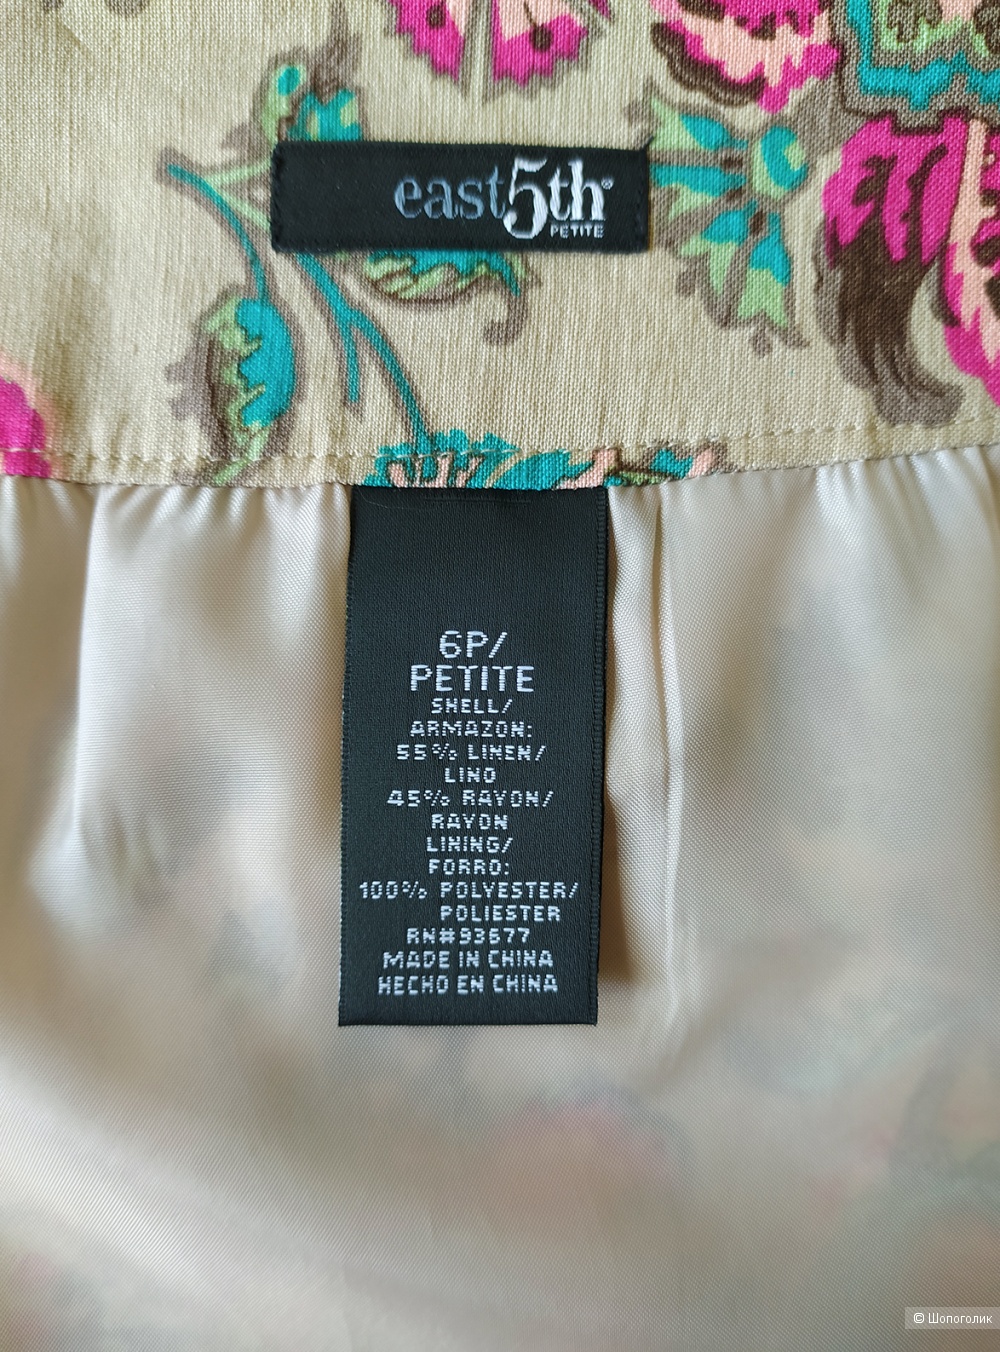 east5th®
PETITE
6P/
PETITE
SHELL/
ARMAZON:
55% LINEN/
LINO
45% RAYON/
RAYON
LINING/
FORRO:
100% POLYESTER/
POLIESTER
RN#93677
MADE IN CHINA
HECHO EN CHINA
© Шопоголик